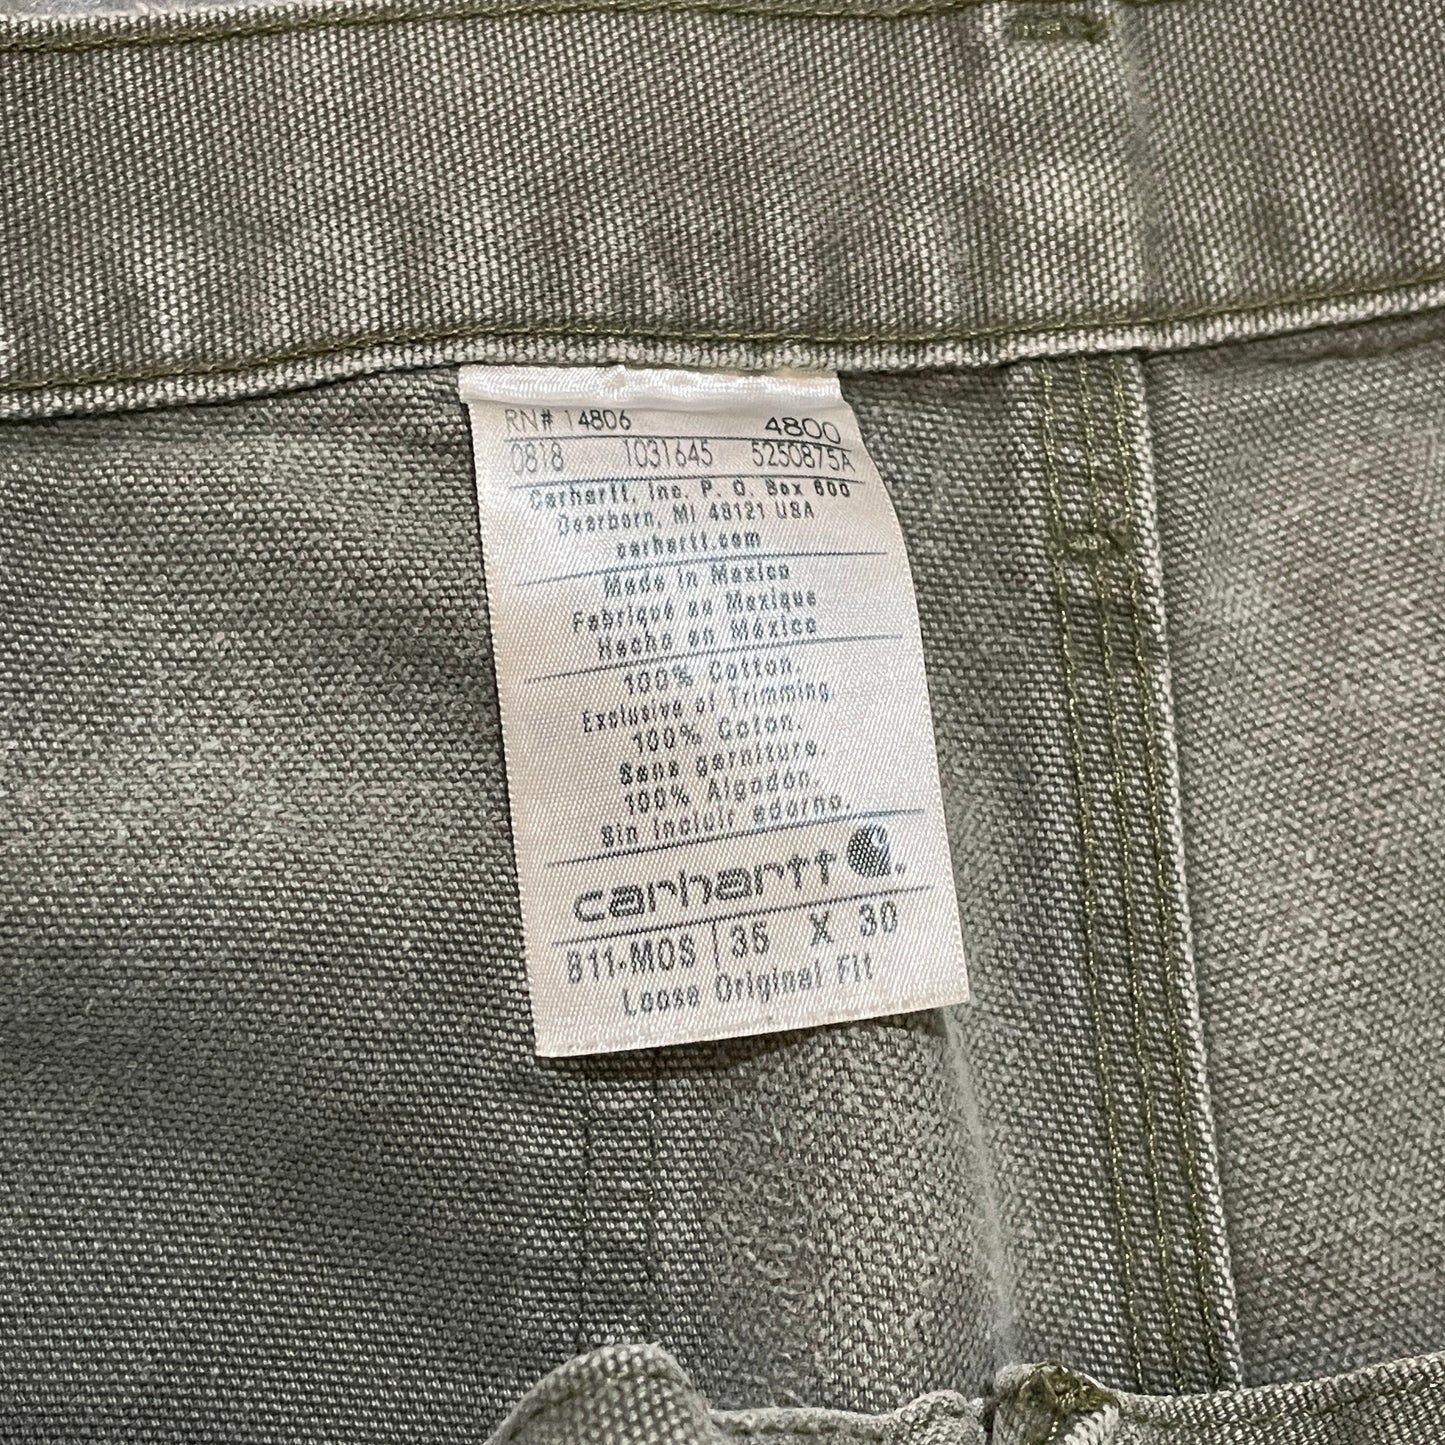 RN# 14806 4800
0818 1031645 5250875A
Carhartt, Inc. P. O. Box 600
Dearborn, MI 48121 USA
carhartt.com
Made in Mexico
Fabriqué au Mexique
Hecho en México
100% Cotton.
Exclusive of Trimming.
100% Coton.
Sans garniture.
100% Algodón.
Sin incluir adorno.
carhartt
B11-MOS 36 X 30
Loose Original Fit